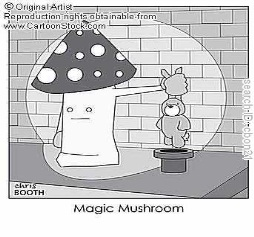 © Original Artist
Reproduction rights obtainable from
www.CartoonStock.com
chris
BOOTH
Magic Mushroom